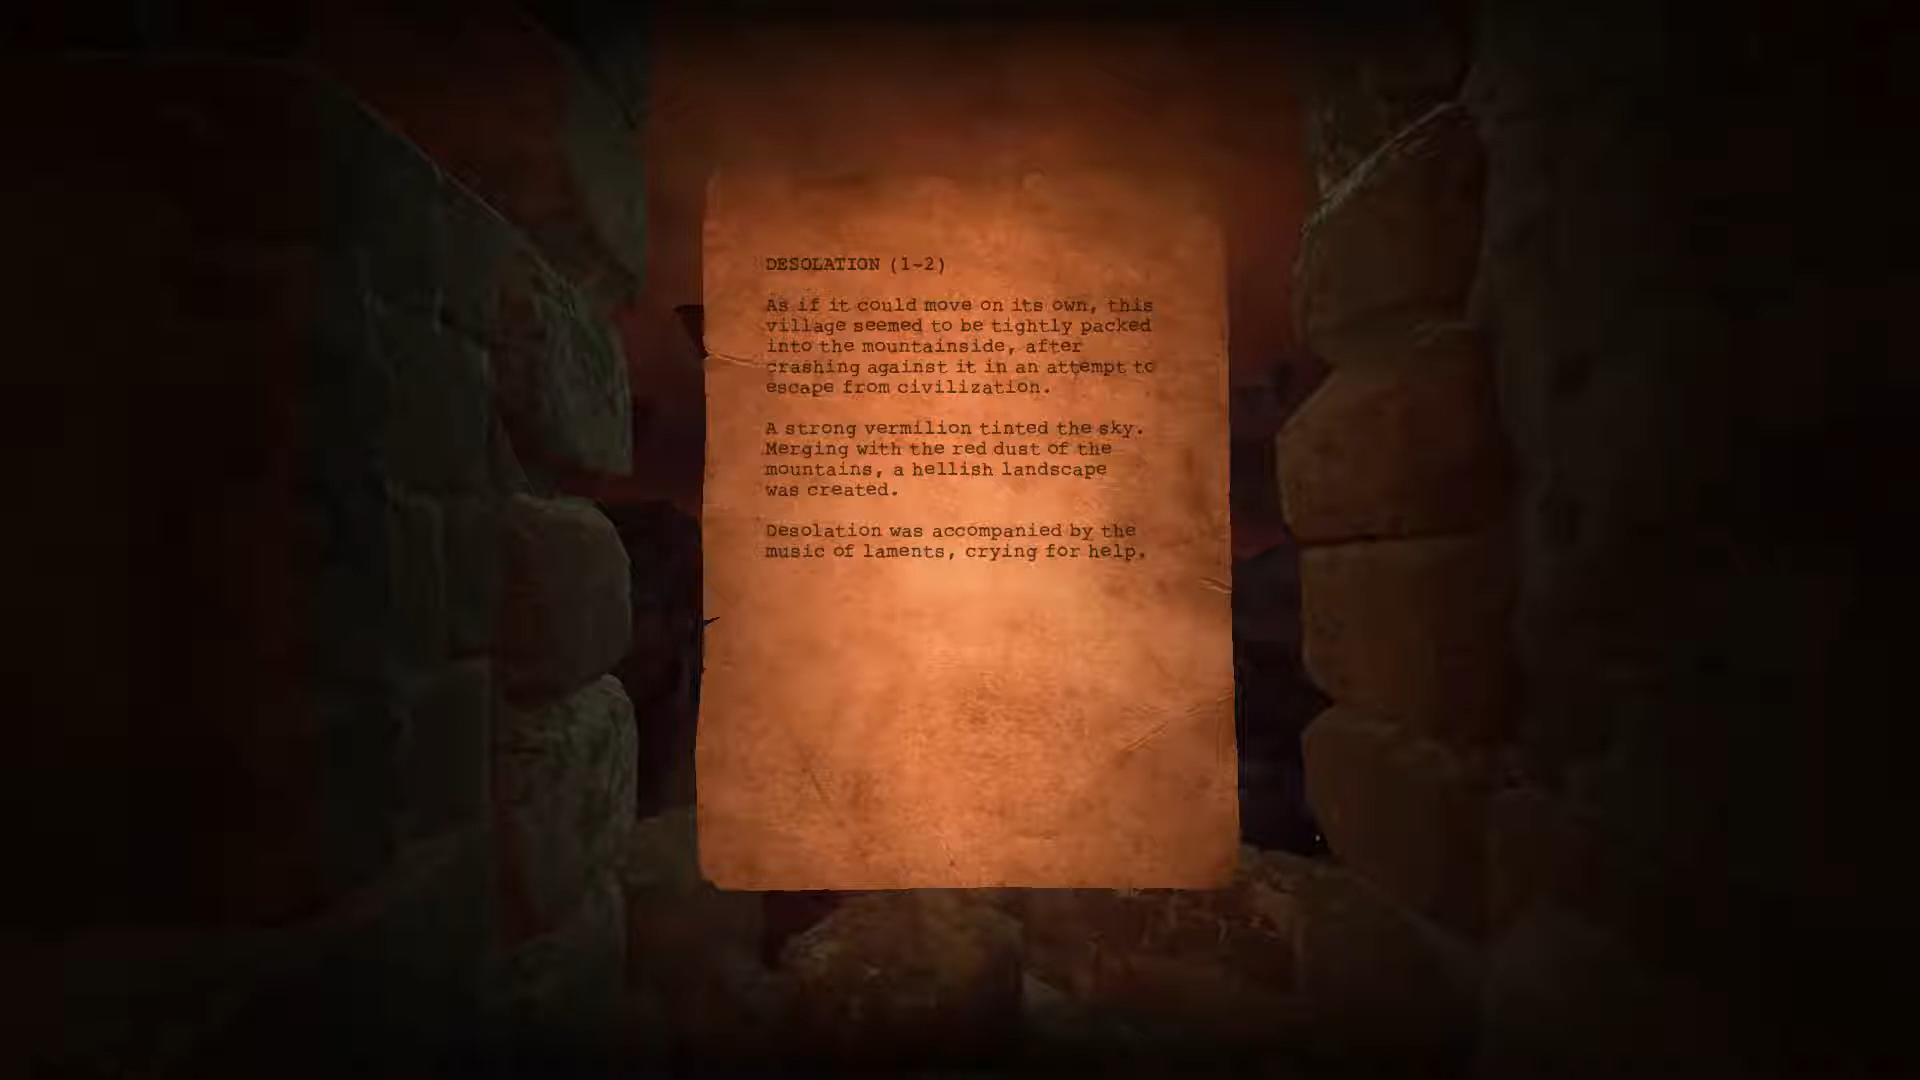 DESOLATION (1-2)
As if it could move on its own, this
village seemed to be tightly packed
into the mountainside, after
crashing against it in an attempt to
escape from civilization.
A strong vermilion tinted the sky.
Merging with the red dust of the
mountains, a hellish landscape
was created.
Desolation was accompanied by the
music of laments, crying for help.